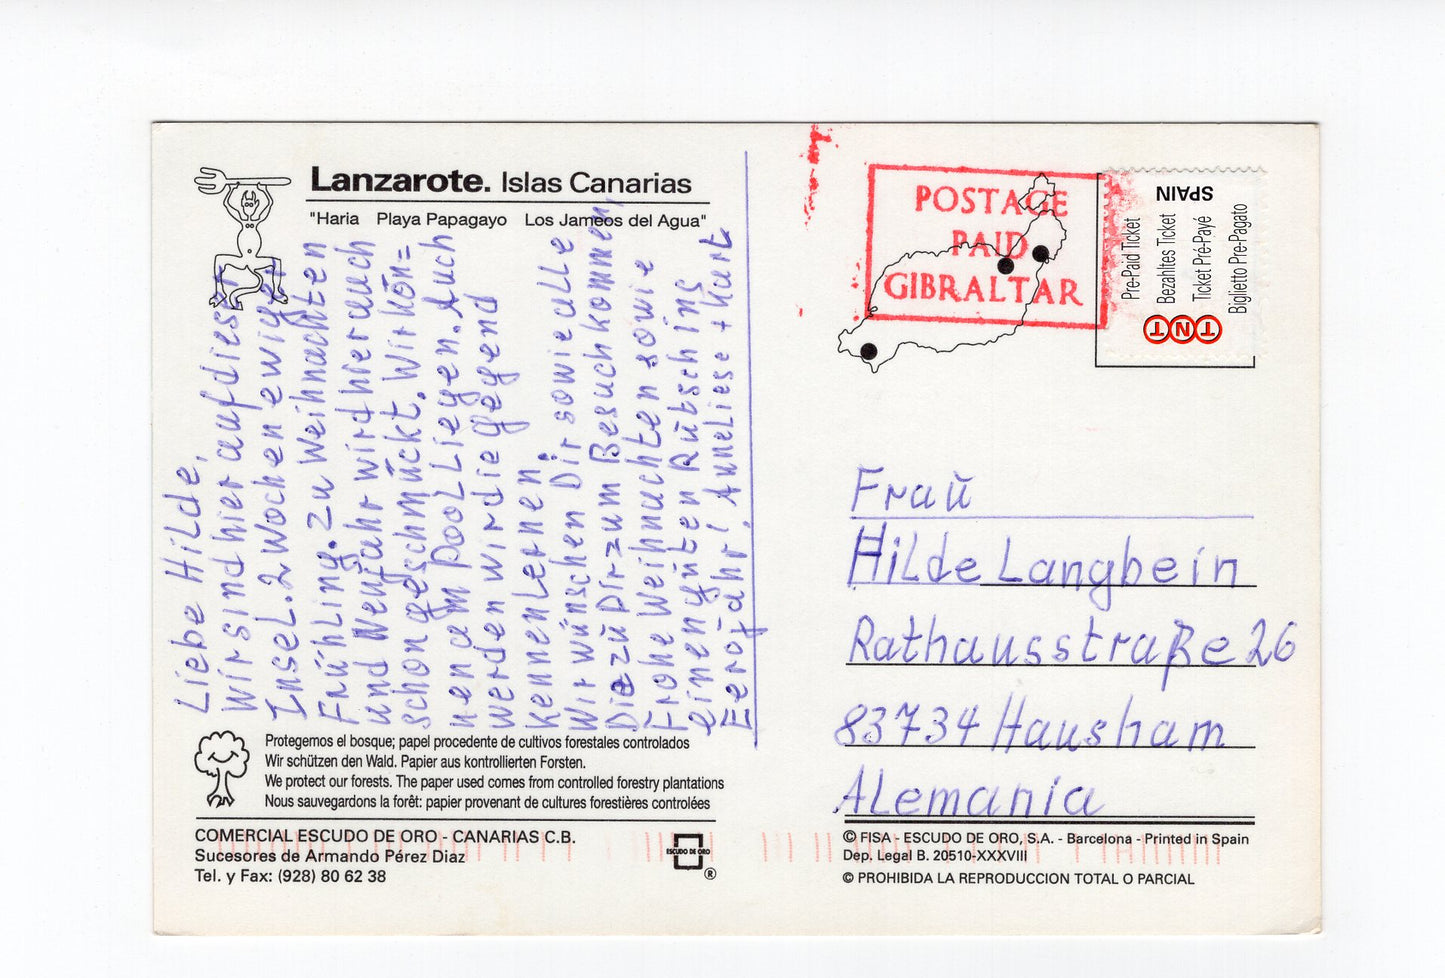 Lanzarote. Islas Canarias
"Haria Playa Papagayo Los Jameos del Agua"
Liebe Hilde,
Wir sind hier auf dieser
Insel. 2 Wochen ewiger
Frühling. Zu Weihnachten
und Neujahr wird hier auch
schon geschmückt. Wir kön=
nen am Pool Liegen. Auch
werden wir die Gegend
kennenlernen.
Wir wünschen Dir sowie alle
Die zu Dir zum Besuch kommen,
Frohe Weihnachten sowie
einen guten Rutsch ins
Eurojahr! Anneliese + Kurt
Protegemos el bosque; papel procedente de cultivos forestales controlados
Wir schützen den Wald. Papier aus kontrollierten Forsten.
We protect our forests. The paper used comes from controlled forestry plantations
Nous sauvegardons la forêt: papier provenant de cultures forestières controlées
COMERCIAL ESCUDO DE ORO - CANARIAS C.B.
Sucesores de Armando Pérez Diaz
Tel. y Fax: (928) 80 62 38
ESCUDO DE ORO
®
POSTAGE
PAID
GIBRALTAR
SPAIN
Pre-Paid Ticket
Bezahltes Ticket
Ticket Pré-Payé
Biglietto Pre-Pagato
TNT
Frau
Hilde Langbein
Rathausstraße 26
83734 Hausham
Alemania
© FISA - ESCUDO DE ORO, S.A. - Barcelona - Printed in Spain
Dep. Legal B. 20510-XXXVIII
© PROHIBIDA LA REPRODUCCION TOTAL O PARCIAL